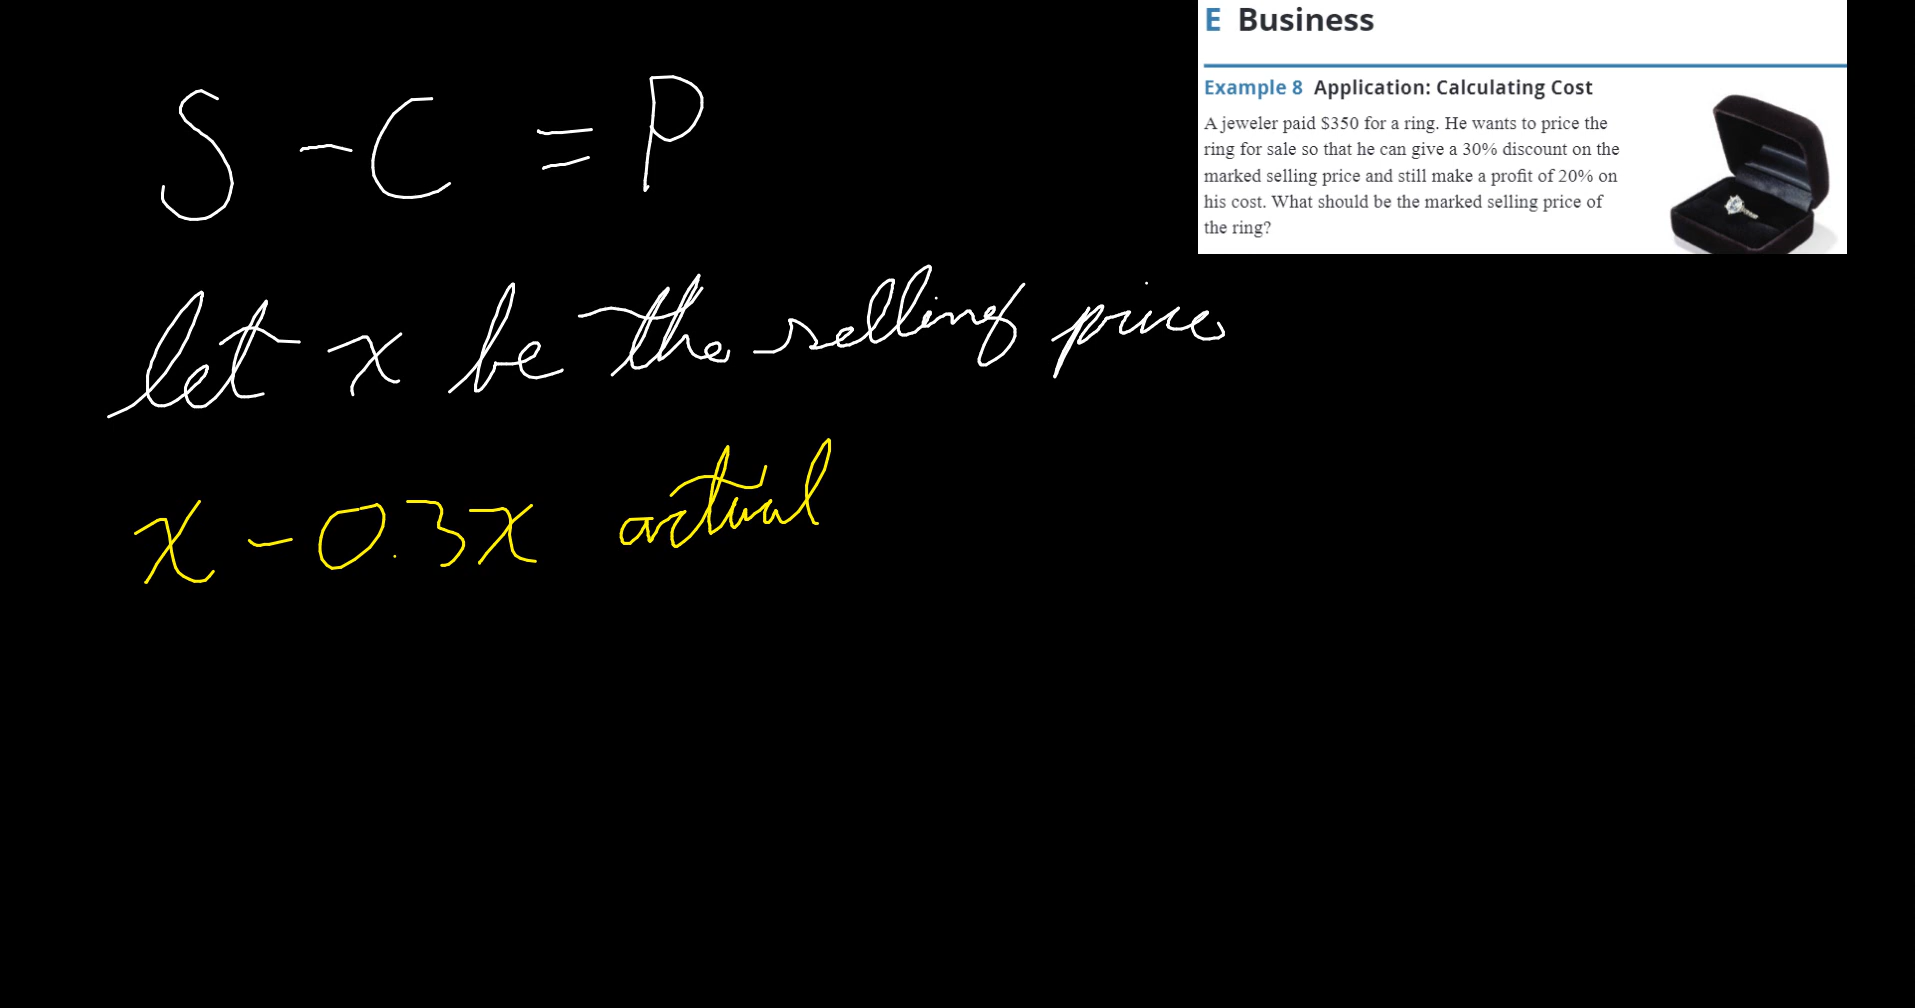 E Business
Example 8 Application: Calculating Cost
A jeweler paid $350 for a ring. He wants to price the
ring for sale so that he can give a 30% discount on the
marked selling price and still make a profit of 20% on
his cost. What should be the marked selling price of
the ring?
S - C = P
let x be the selling price
x - 0.3x actual